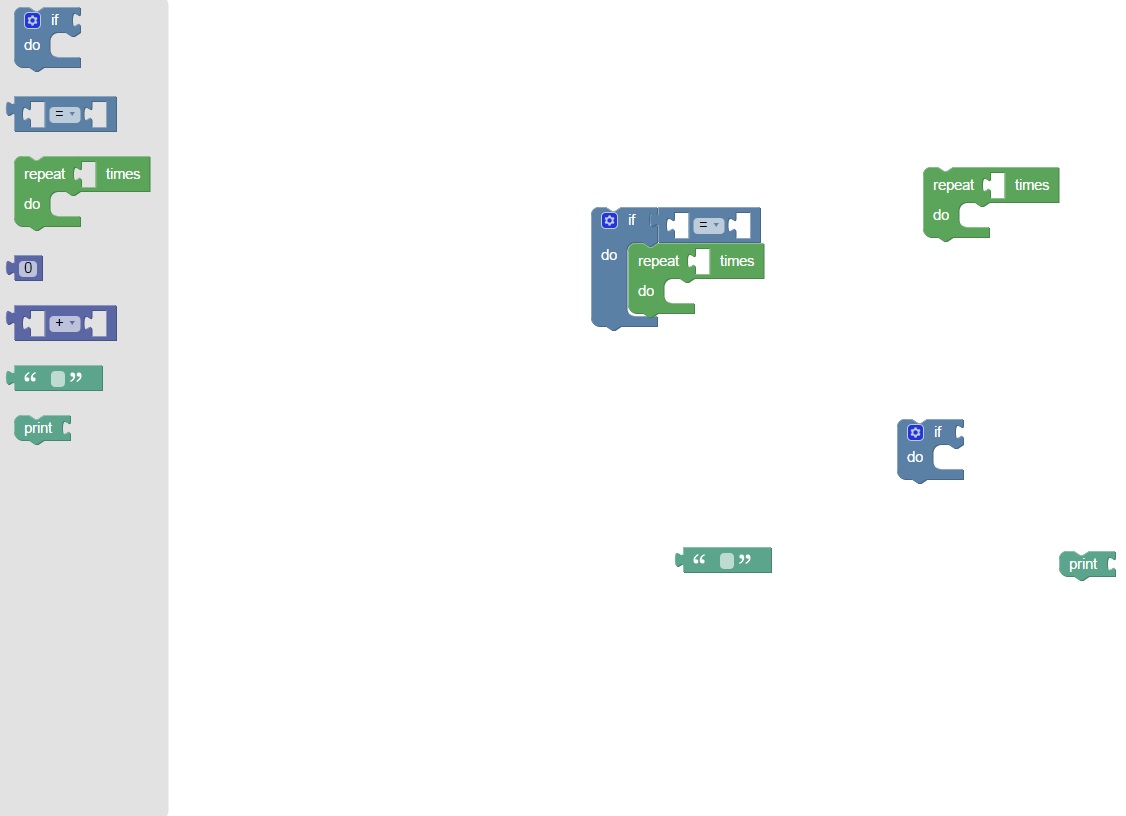 if
do
=
repeat times
do
0
+
“ ”
print
if =
do repeat times
do
repeat times
do
if
do
“ ”
print